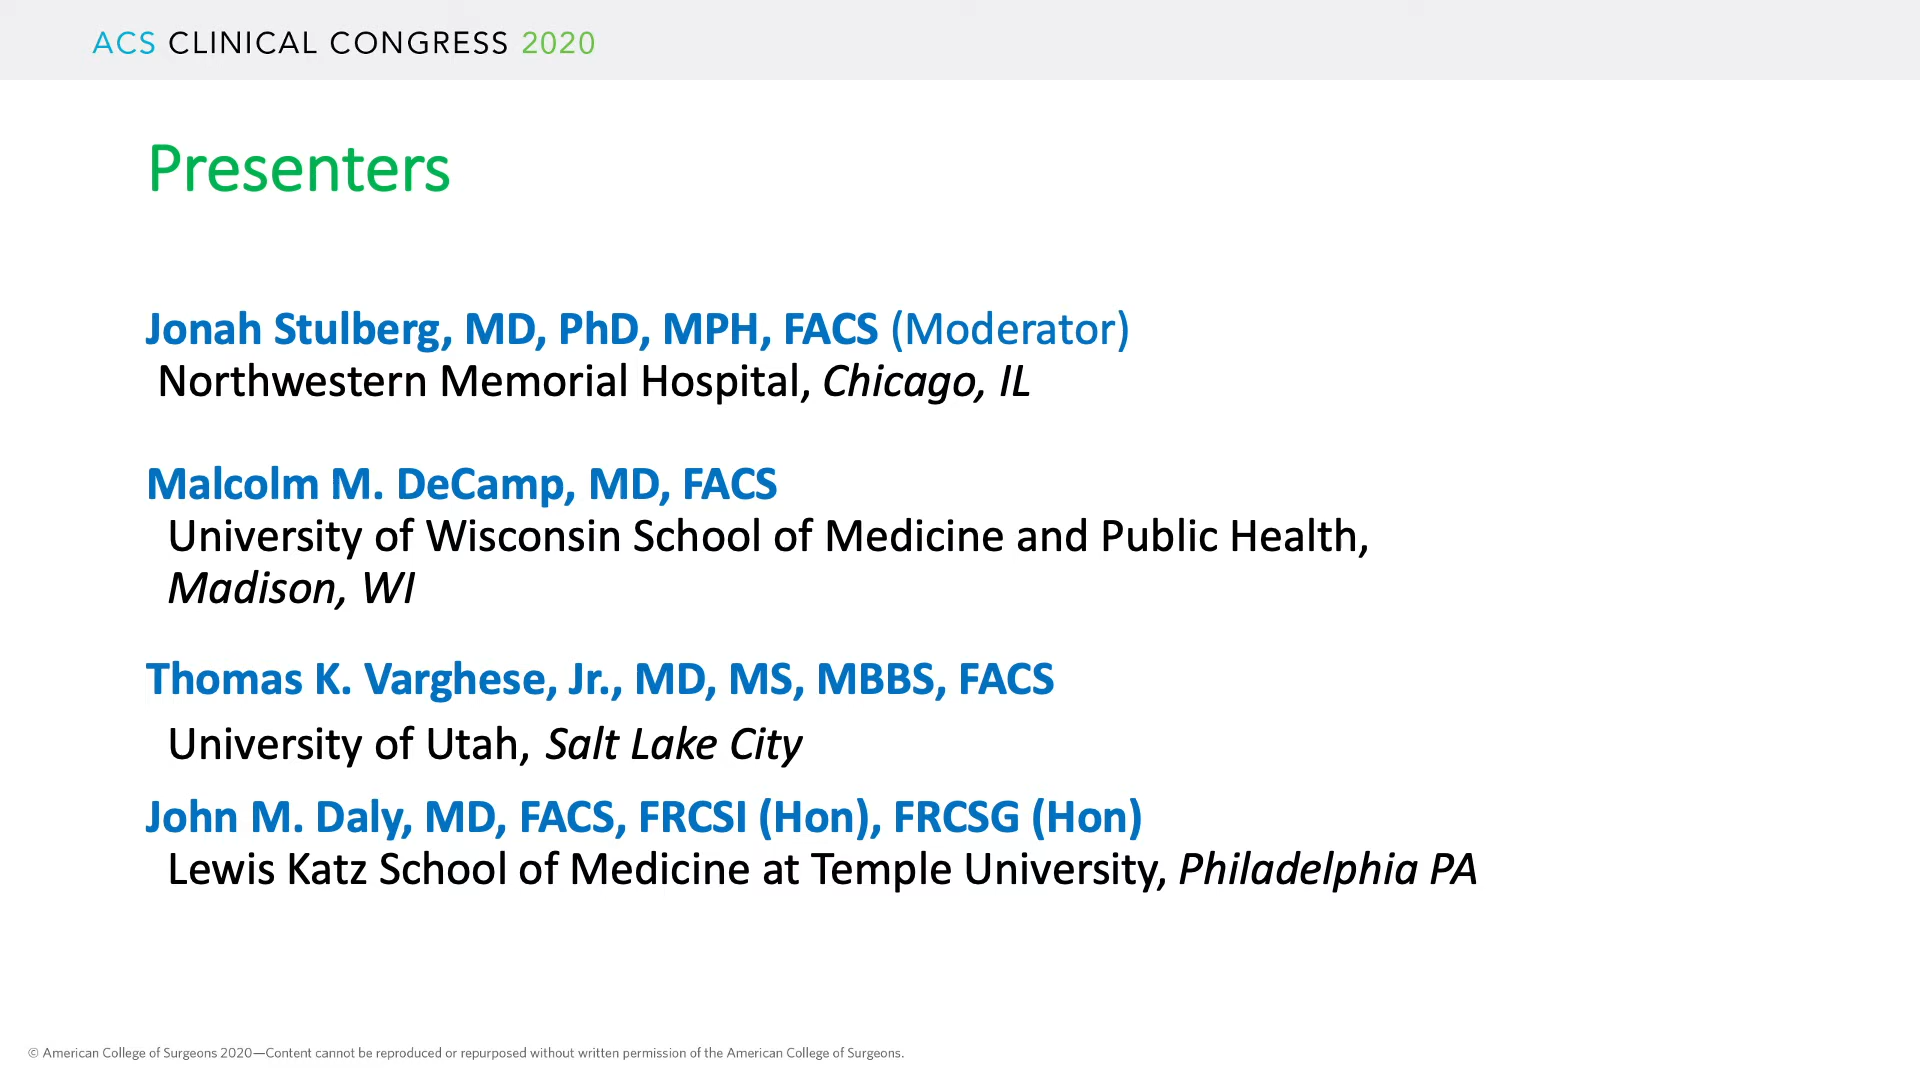 ACS CLINICAL CONGRESS 2020
Presenters
Jonah Stulberg, MD, PhD, MPH, FACS (Moderator)
Northwestern Memorial Hospital, Chicago, IL
Malcolm M. DeCamp, MD, FACS
University of Wisconsin School of Medicine and Public Health,
Madison, WI
Thomas K. Varghese, Jr., MD, MS, MBBS, FACS
University of Utah, Salt Lake City
John M. Daly, MD, FACS, FRCSI (Hon), FRCSG (Hon)
Lewis Katz School of Medicine at Temple University, Philadelphia PA
© American College of Surgeons 2020—Content cannot be reproduced or repurposed without written permission of the American College of Surgeons.